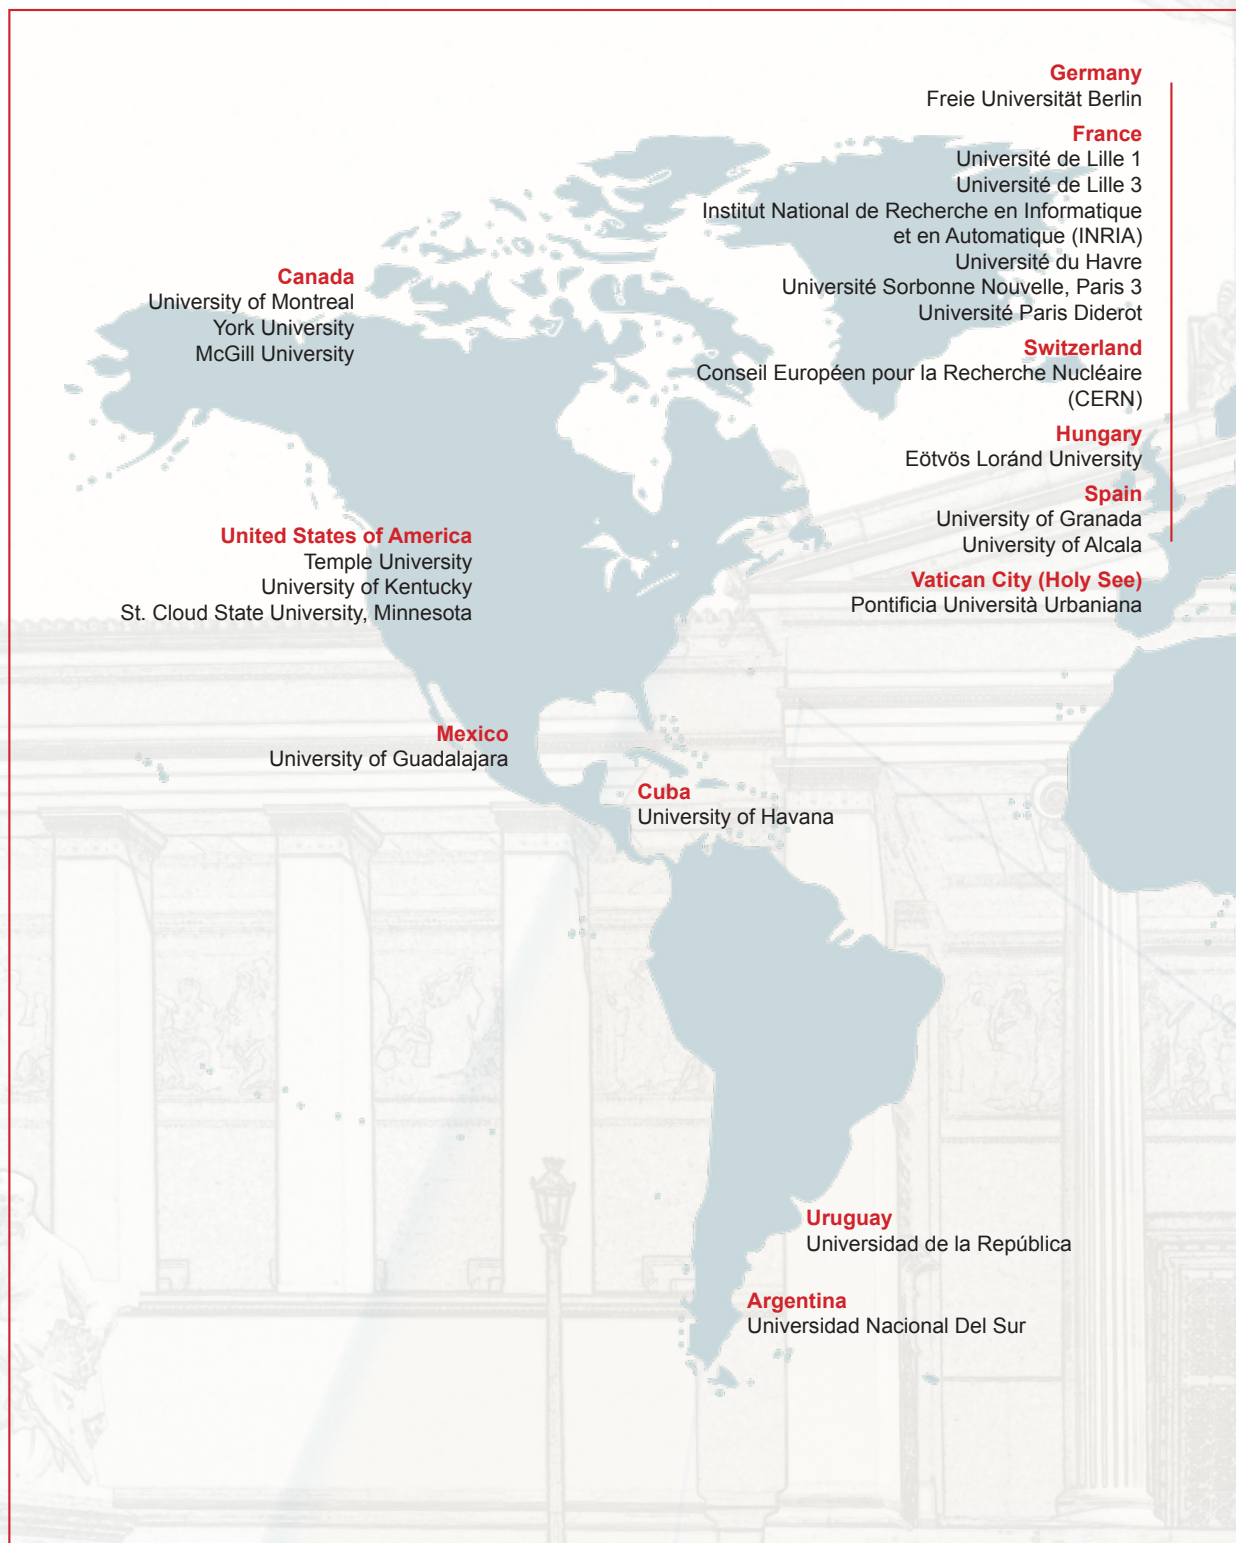 Germany
Freie Universität Berlin
France
Université de Lille 1
Université de Lille 3
Institut National de Recherche en Informatique
et en Automatique (INRIA)
Université du Havre
Université Sorbonne Nouvelle, Paris 3
Université Paris Diderot
Switzerland
Conseil Européen pour la Recherche Nucléaire
(CERN)
Hungary
Eötvös Loránd University
Spain
University of Granada
University of Alcala
Vatican City (Holy See)
Pontificia Università Urbaniana
Canada
University of Montreal
York University
McGill University
United States of America
Temple University
University of Kentucky
St. Cloud State University, Minnesota
Mexico
University of Guadalajara
Cuba
University of Havana
Uruguay
Universidad de la República
Argentina
Universidad Nacional Del Sur